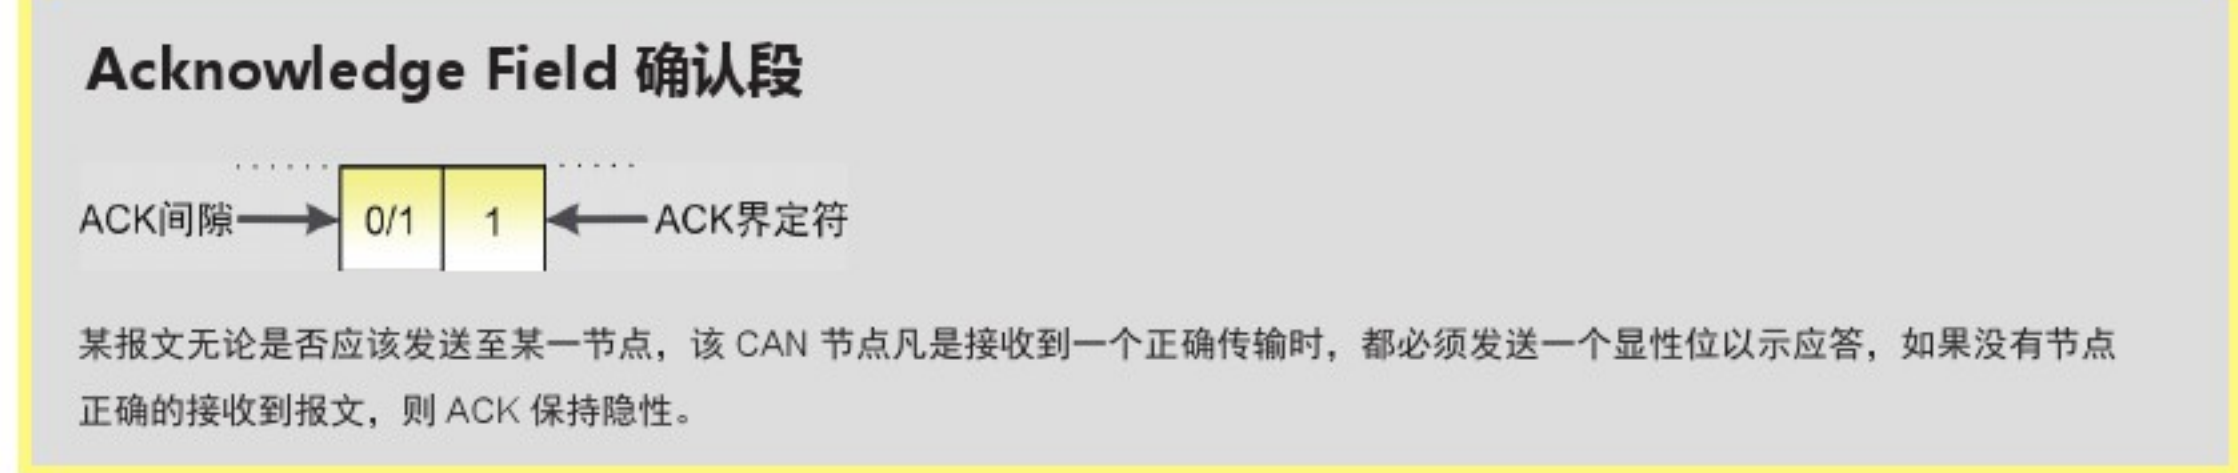 Acknowledge Field 确认段
ACK间隙 0/1 1 ACK界定符
某报文无论是否应该发送至某一节点，该 CAN 节点凡是接收到一个正确传输时，都必须发送一个显性位以示应答，如果没有节点
正确的接收到报文，则 ACK 保持隐性。